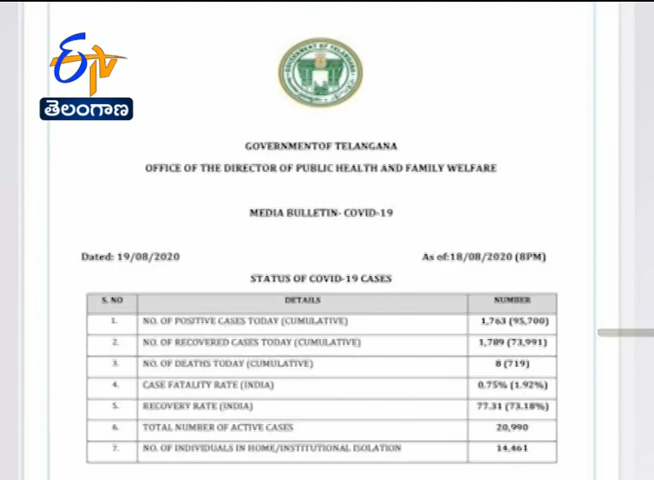 ETV
తెలంగాణ
GOVERNMENT OF TELANGANA
GOVERNMENTOF TELANGANA
OFFICE OF THE DIRECTOR OF PUBLIC HEALTH AND FAMILY WELFARE
MEDIA BULLETIN- COVID-19
Dated: 19/08/2020 As of:18/08/2020 (8PM)
STATUS OF COVID-19 CASES
S. NO DETAILS NUMBER
1. NO. OF POSITIVE CASES TODAY (CUMULATIVE) 1,763 (95,700)
2. NO. OF RECOVERED CASES TODAY (CUMULATIVE) 1,789 (73,991)
3. NO. OF DEATHS TODAY (CUMULATIVE) 8 (719)
4. CASE FATALITY RATE (INDIA) 0.75% (1.92%)
5. RECOVERY RATE (INDIA) 77.31 (73.18%)
6. TOTAL NUMBER OF ACTIVE CASES 20,990
7. NO. OF INDIVIDUALS IN HOME/INSTITUTIONAL ISOLATION 14,461